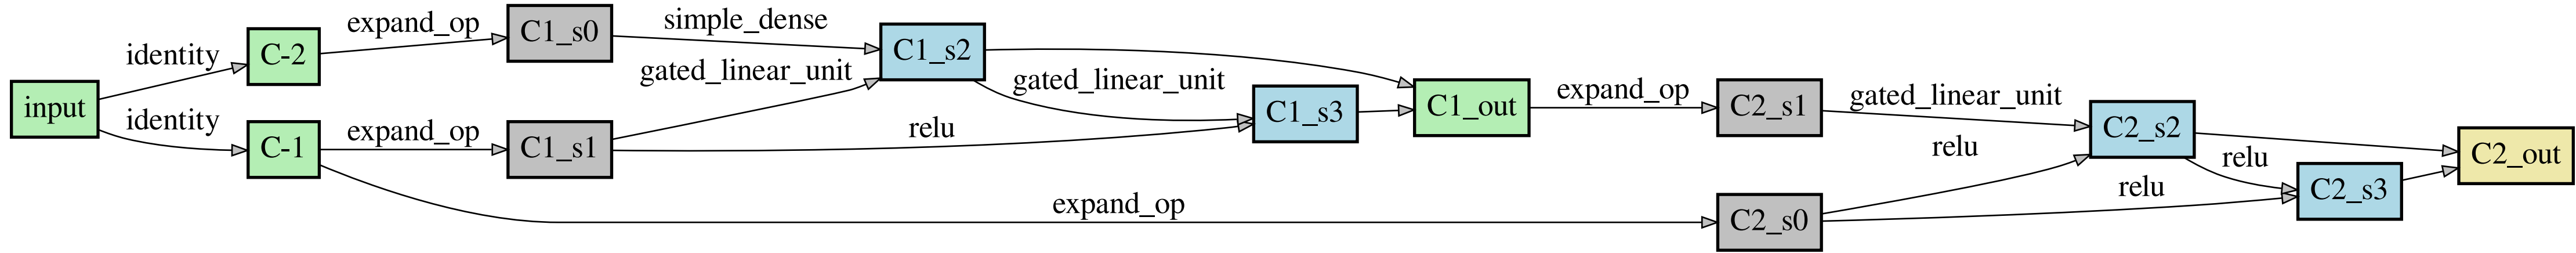 input
identity
identity
C-2
C-1
expand_op
expand_op
expand_op
C1_s0
C1_s1
simple_dense
gated_linear_unit
C1_s2
gated_linear_unit
relu
C1_s3
C1_out
expand_op
C2_s1
C2_s0
gated_linear_unit
relu
C2_s2
relu
relu
C2_s3
C2_out